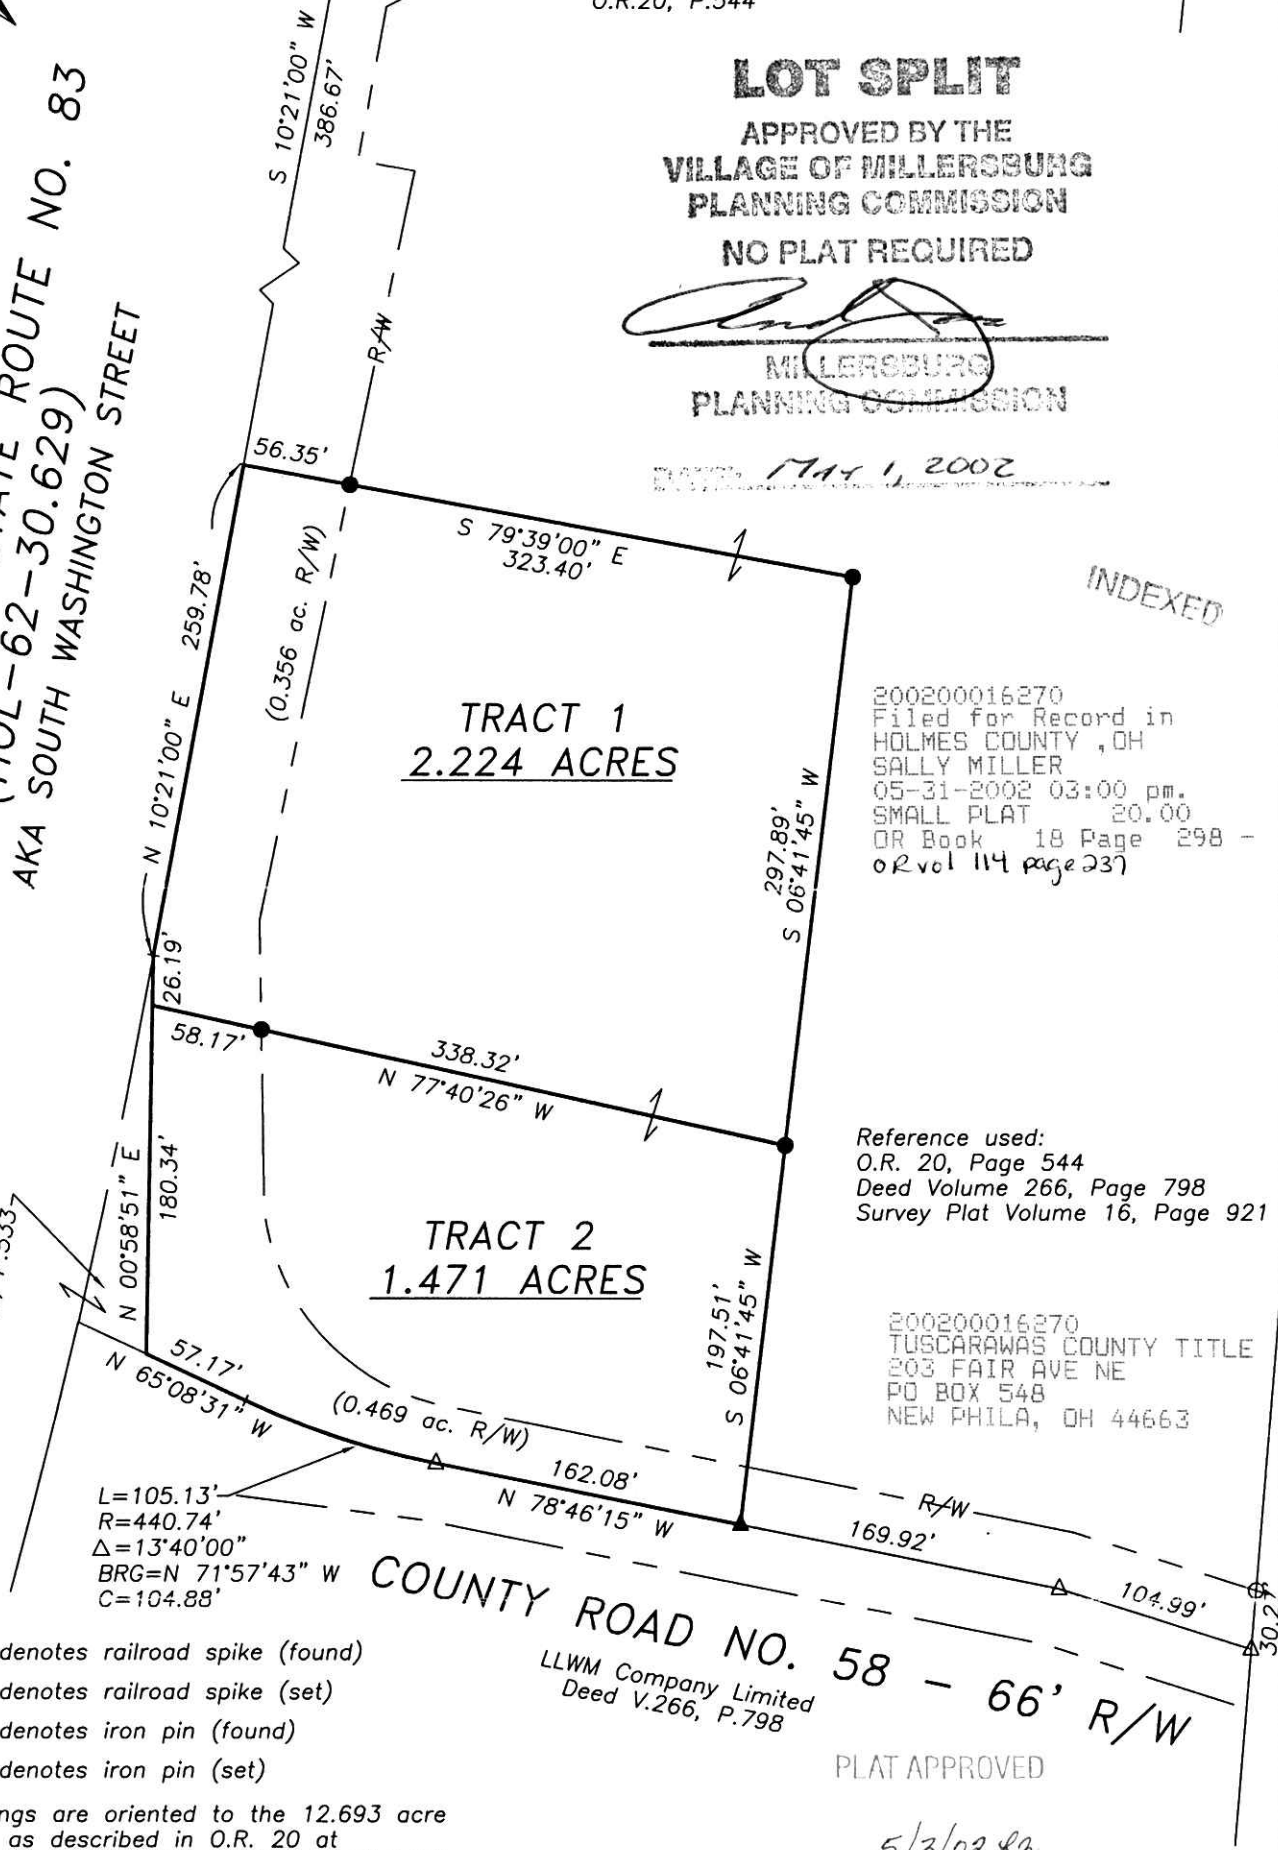 O.R.20, P.544
LOT SPLIT
APPROVED BY THE
VILLAGE OF MILLERSBURG
PLANNING COMMISSION
NO PLAT REQUIRED
MILLERSBURG
PLANNING COMMISSION
May 1, 2002
S 10°21'00" W
386.67'
ROUTE NO. 83
(HOL-62-30.629)
AKA SOUTH WASHINGTON STREET
R/W
56.35'
S 79°39'00" E
323.40'
(0.356 ac. R/W)
N 10°21'00" E 259.78'
INDEXED
TRACT 1
2.224 ACRES
200200016270
Filed for Record in
HOLMES COUNTY ,OH
SALLY MILLER
05-31-2002 03:00 pm.
SMALL PLAT 20.00
OR Book 18 Page 298 -
OR vol 114 page 237
297.89'
S 06°41'45" W
26.19'
58.17'
338.32'
N 77°40'26" W
N 00°58'51" E
180.34'
Reference used:
O.R. 20, Page 544
Deed Volume 266, Page 798
Survey Plat Volume 16, Page 921
TRACT 2
1.471 ACRES
197.51'
S 06°41'45" W
200200016270
TUSCARAWAS COUNTY TITLE
203 FAIR AVE NE
PO BOX 548
NEW PHILA, OH 44663
57.17'
N 65°08'31" W
(0.469 ac. R/W)
162.08'
N 78°46'15" W
R/W
169.92'
104.99'
L=105.13'
R=440.74'
Δ=13°40'00"
BRG=N 71°57'43" W
C=104.88'
COUNTY ROAD NO. 58 - 66' R/W
LLWM Company Limited
Deed V.266, P.798
denotes railroad spike (found)
denotes railroad spike (set)
denotes iron pin (found)
denotes iron pin (set)
PLAT APPROVED
ngs are oriented to the 12.693 acre
as described in O.R. 20 at